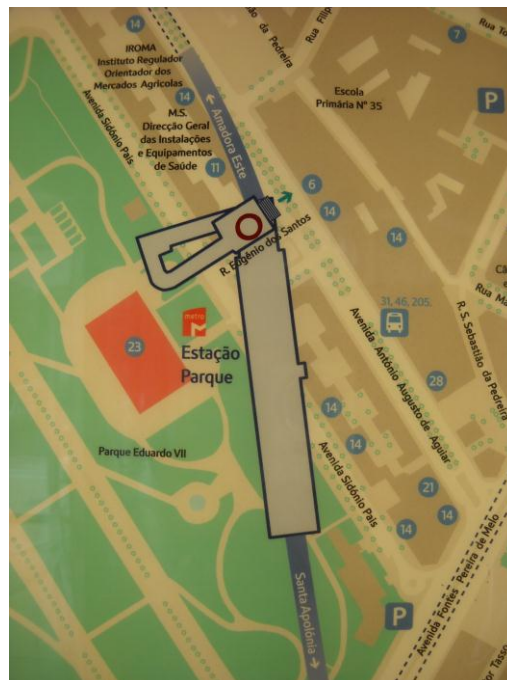 14
IROMA
Instituto Regulador
Orientador dos
Mercados Agricolas
14
M.S.
Direcção Geral
das Instalações
e Equipamentos
de Saúde
11
Avenida Sidónio Pais
← Amadora Este
da Pedreira
Rua Filip
7
Escola
Primária Nº 35
P
6
14
14
R. Eugénio dos Santos
metro
M
Estação
Parque
23
31, 46, 205.
R. S. Sebastião da Pedreira
Rua Ma
Avenida António Augusto de Aguiar
28
14
14
Avenida Sidónio Pais
21
14
14
Parque Eduardo VII
Santa Apolónia →
P
Avenida Fontes Pereira de Melo